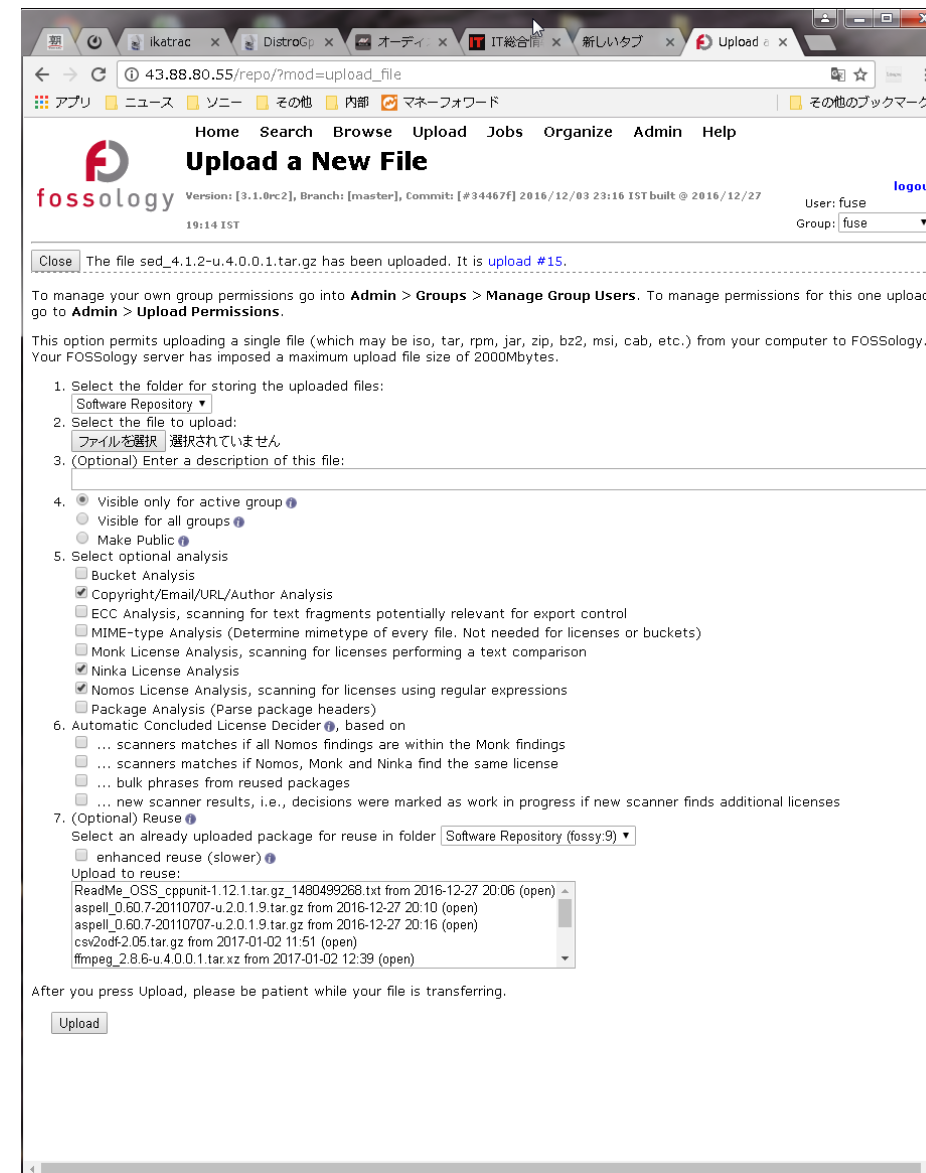 ikatrac
DistroGp
オーディ
IT総合情
新しいタブ
Upload a
43.88.80.55/repo/?mod=upload_file
アプリ ニュース ソニー その他 内部 マネーフォワード その他のブックマーク
Home Search Browse Upload Jobs Organize Admin Help
Upload a New File
fossology
Version: [3.1.0rc2], Branch: [master], Commit: [#34467f] 2016/12/03 23:16 IST built @ 2016/12/27
19:14 IST
logou
User: fuse
Group: fuse
Close The file sed_4.1.2-u.4.0.0.1.tar.gz has been uploaded. It is upload #15.
To manage your own group permissions go into Admin > Groups > Manage Group Users. To manage permissions for this one upload
go to Admin > Upload Permissions.
This option permits uploading a single file (which may be iso, tar, rpm, jar, zip, bz2, msi, cab, etc.) from your computer to FOSSology.
Your FOSSology server has imposed a maximum upload file size of 2000Mbytes.
1. Select the folder for storing the uploaded files:
Software Repository
2. Select the file to upload:
ファイルを選択 選択されていません
3. (Optional) Enter a description of this file:
4. Visible only for active group
Visible for all groups
Make Public
5. Select optional analysis
Bucket Analysis
Copyright/Email/URL/Author Analysis
ECC Analysis, scanning for text fragments potentially relevant for export control
MIME-type Analysis (Determine mimetype of every file. Not needed for licenses or buckets)
Monk License Analysis, scanning for licenses performing a text comparison
Ninka License Analysis
Nomos License Analysis, scanning for licenses using regular expressions
Package Analysis (Parse package headers)
6. Automatic Concluded License Decider, based on
... scanners matches if all Nomos findings are within the Monk findings
... scanners matches if Nomos, Monk and Ninka find the same license
... bulk phrases from reused packages
... new scanner results, i.e., decisions were marked as work in progress if new scanner finds additional licenses
7. (Optional) Reuse
Select an already uploaded package for reuse in folder Software Repository (fossy:9)
enhanced reuse (slower)
Upload to reuse:
ReadMe_OSS_cppunit-1.12.1.tar.gz_1480499268.txt from 2016-12-27 20:06 (open)
aspell_0.60.7-20110707-u.2.0.1.9.tar.gz from 2016-12-27 20:10 (open)
aspell_0.60.7-20110707-u.2.0.1.9.tar.gz from 2016-12-27 20:16 (open)
csv2odf-2.05.tar.gz from 2017-01-02 11:51 (open)
ffmpeg_2.8.6-u.4.0.0.1.tar.xz from 2017-01-02 12:39 (open)
After you press Upload, please be patient while your file is transferring.
Upload